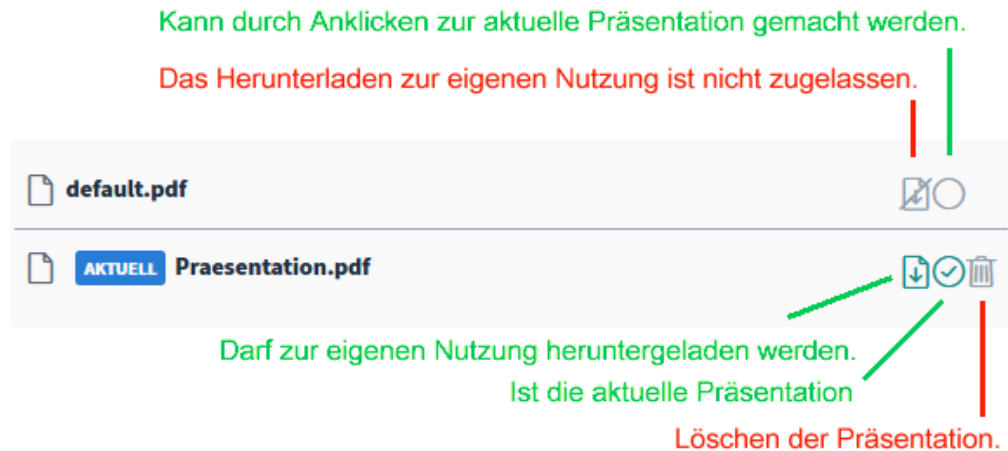 Kann durch Anklicken zur aktuelle Präsentation gemacht werden.
Das Herunterladen zur eigenen Nutzung ist nicht zugelassen.
default.pdf
AKTUELL Praesentation.pdf
Darf zur eigenen Nutzung heruntergeladen werden.
Ist die aktuelle Präsentation
Löschen der Präsentation.